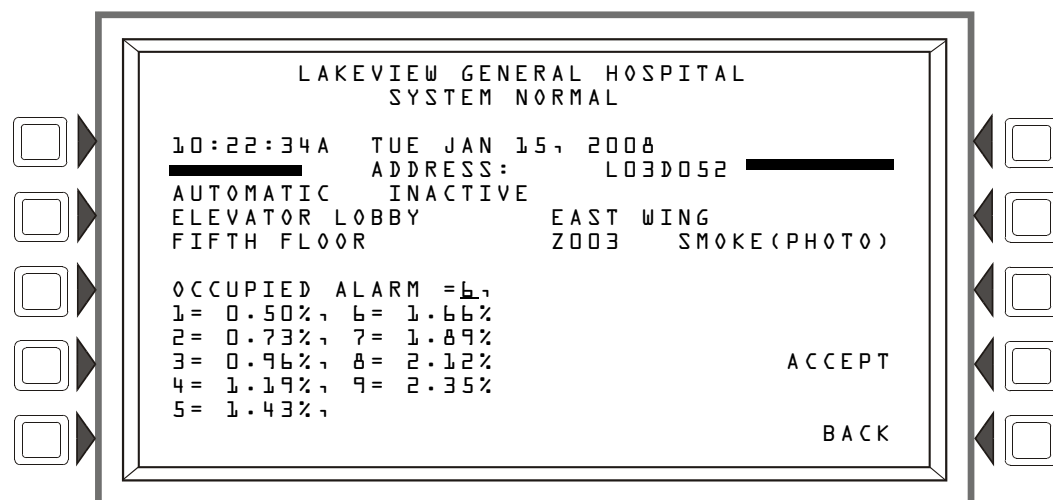 LAKEVIEW GENERAL HOSPITAL
SYSTEM NORMAL
10:22:34A TUE JAN 15, 2008
ADDRESS: L03D052
AUTOMATIC INACTIVE
ELEVATOR LOBBY EAST WING
FIFTH FLOOR Z003 SMOKE(PHOTO)
OCCUPIED ALARM =6,
1= 0.50%, 6= 1.66%
2= 0.73%, 7= 1.89%
3= 0.96%, 8= 2.12%
ACCEPT
4= 1.19%, 9= 2.35%
5= 1.43%,
BACK